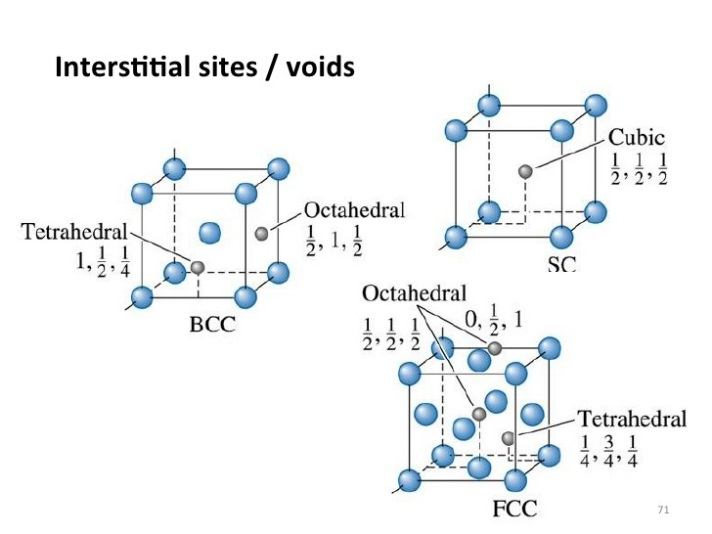 Interstitial sites / voids
Cubic
1/2, 1/2, 1/2
SC
Octahedral
1/2, 1, 1/2
Tetrahedral
1, 1/2, 1/4
BCC
Octahedral
1/2, 1/2, 1/2
0, 1/2, 1
Tetrahedral
1/4, 3/4, 1/4
FCC
71